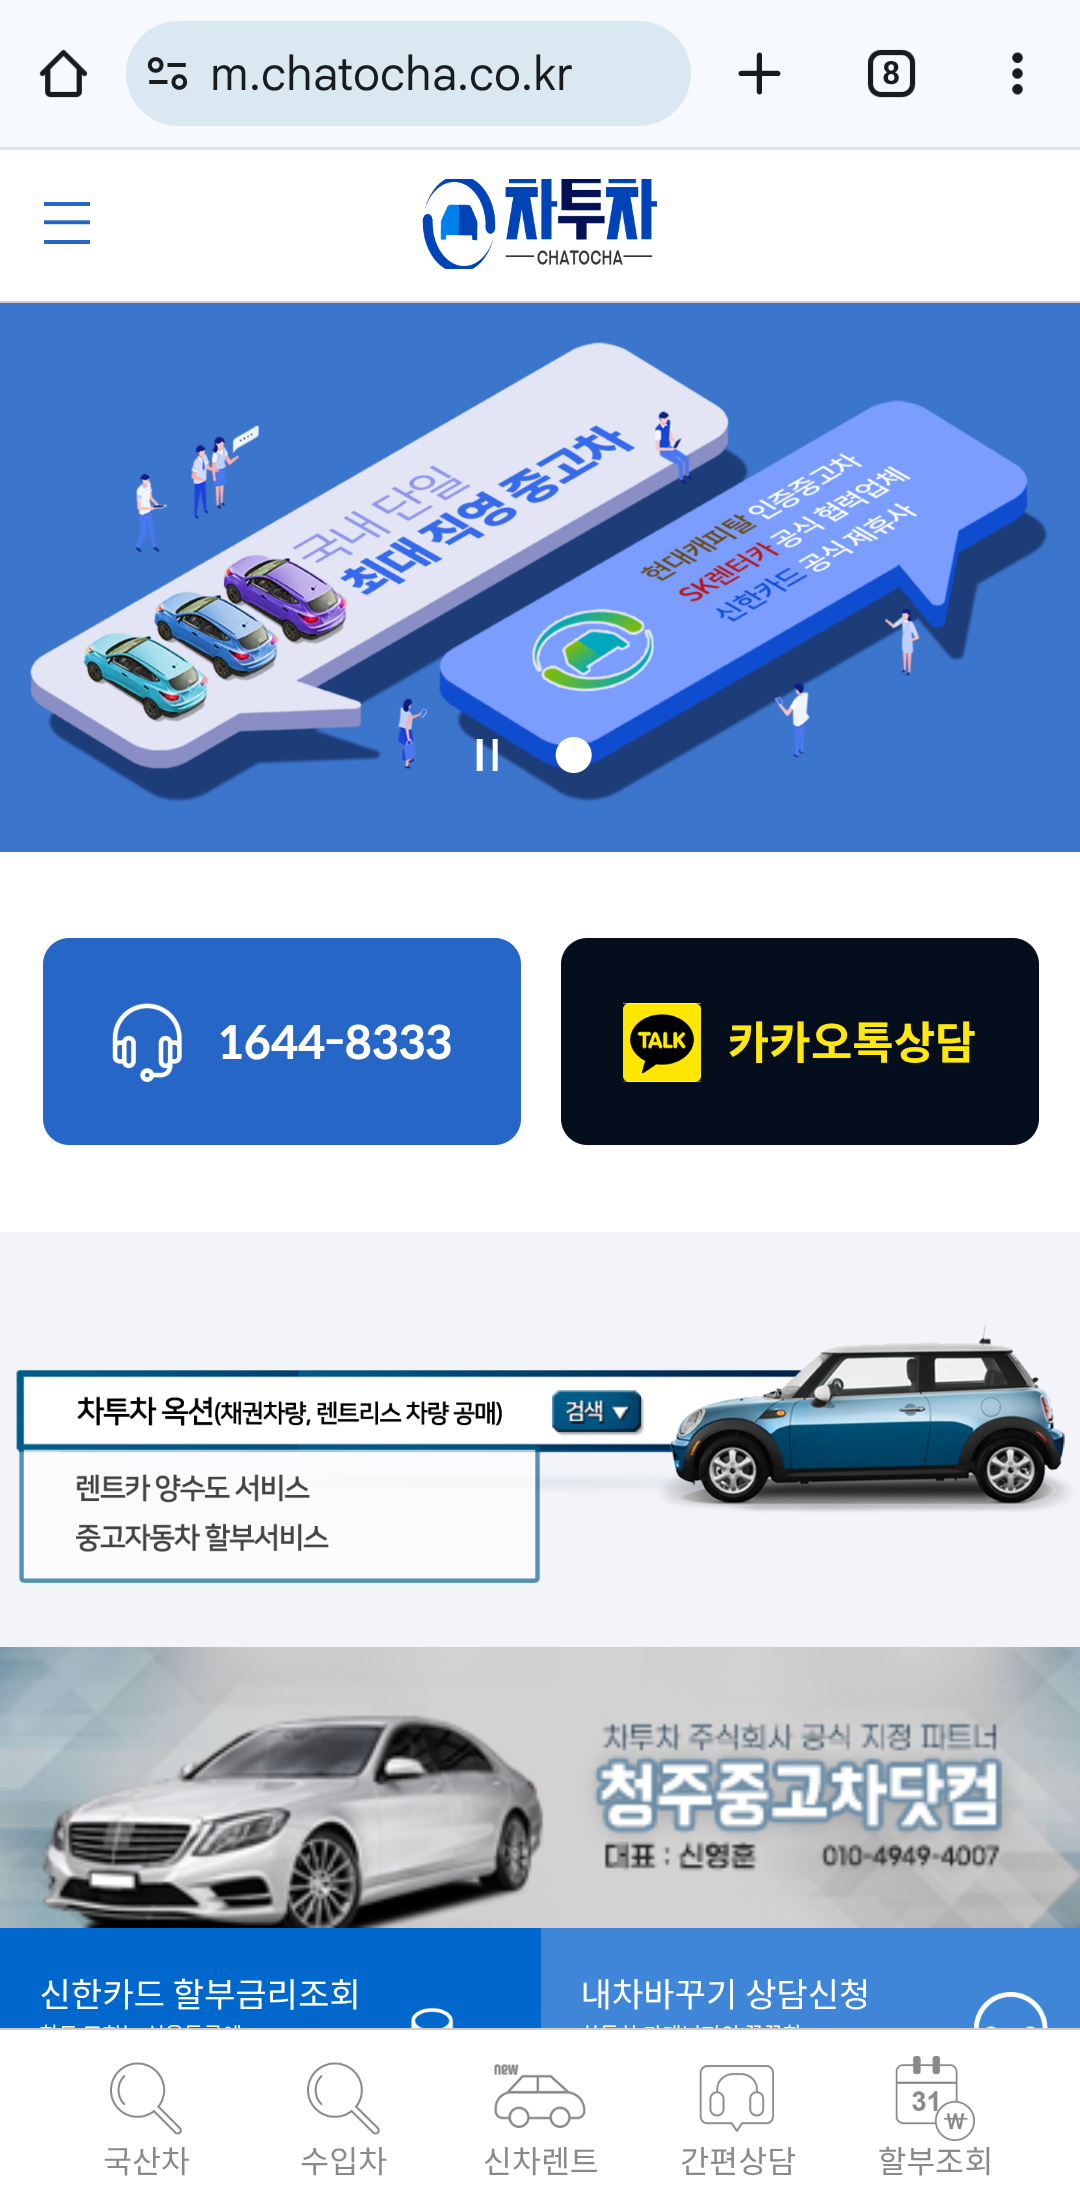 m.chatocha.co.kr
8
차투차
CHATOCHA
국내 단일
최대 직영 중고차
현대캐피탈 인증중고차
SK렌터카 공식 협력업체
신한카드 공식 제휴사
1644-8333
TALK
카카오톡상담
차투차 옥션(채권차량, 렌트리스 차량 공매)
검색 ▼
렌트카 양수도 서비스
중고자동차 할부서비스
차투차 주식회사 공식 지정 파트너
청주중고차닷컴
대표 : 신영훈 010-4949-4007
신한카드 할부금리조회
내차바꾸기 상담신청
국산차
수입차
new
신차렌트
간편상담
31
₩
할부조회